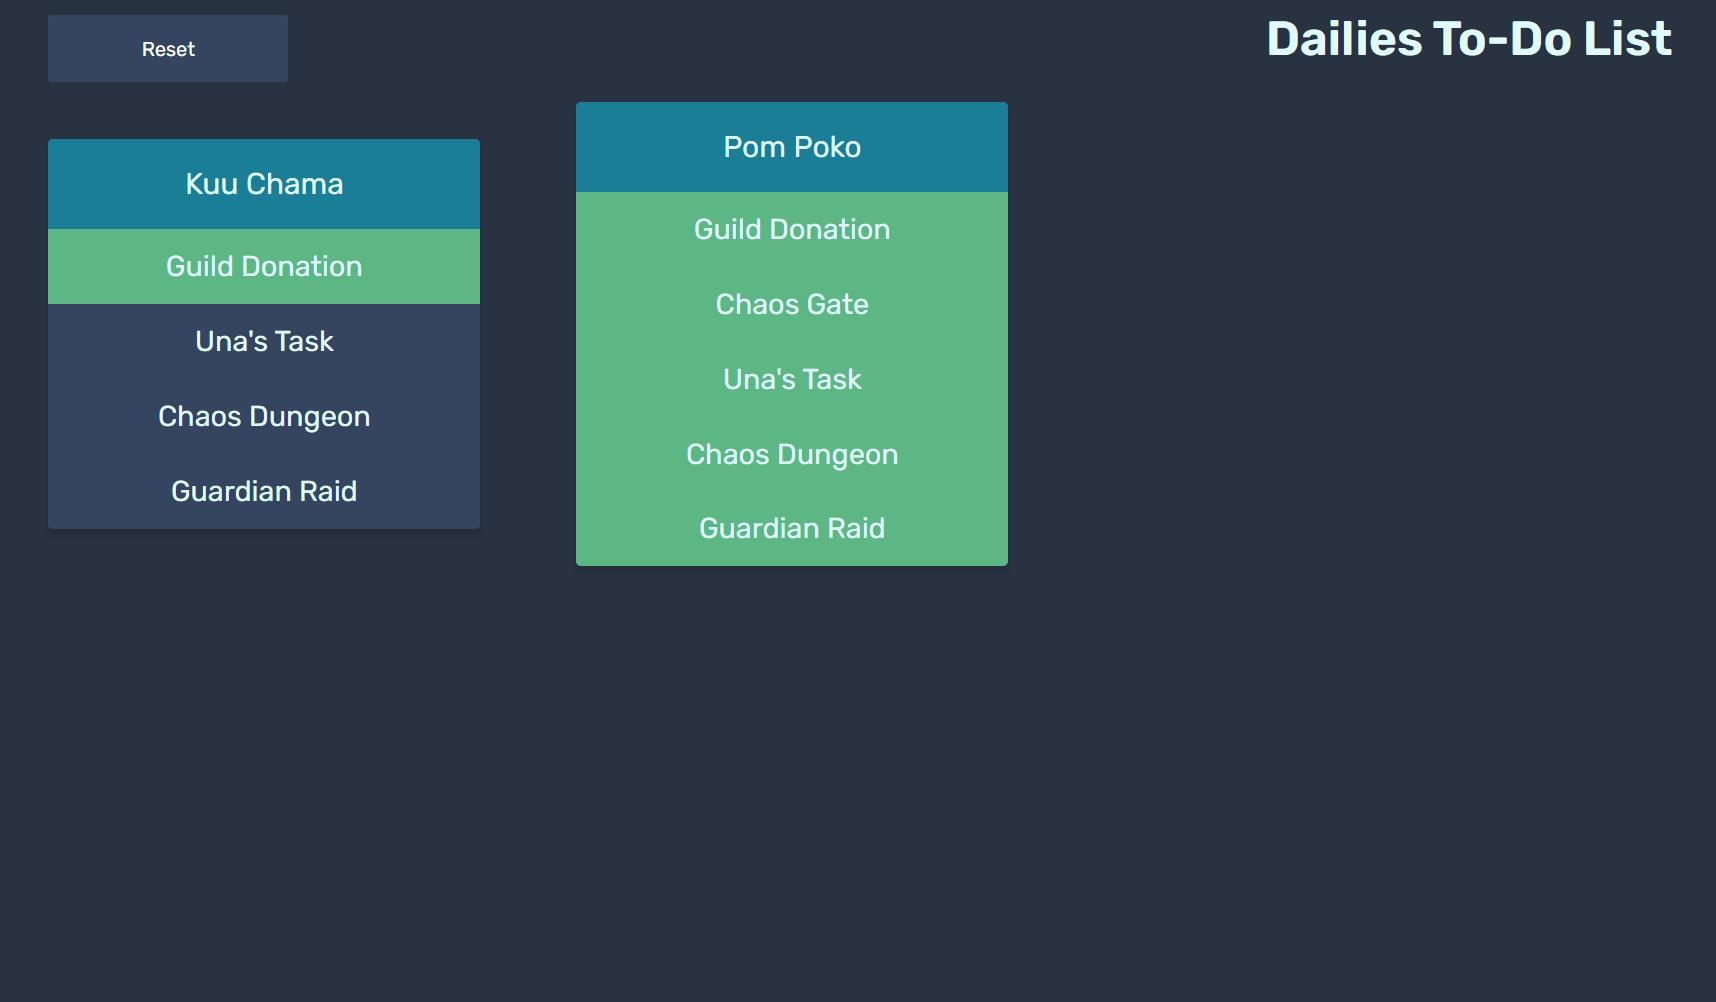 Reset
Dailies To-Do List
Kuu Chama
Guild Donation
Una's Task
Chaos Dungeon
Guardian Raid
Pom Poko
Guild Donation
Chaos Gate
Una's Task
Chaos Dungeon
Guardian Raid